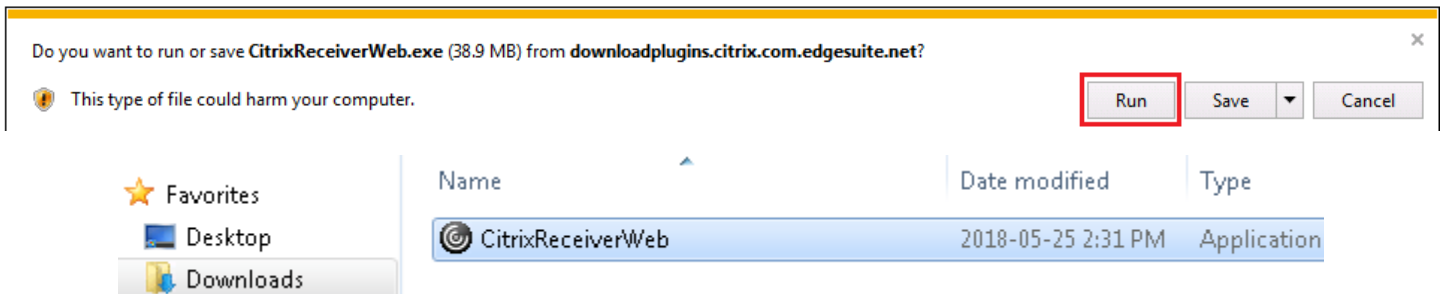 Do you want to run or save CitrixReceiverWeb.exe (38.9 MB) from downloadplugins.citrix.com.edgesuite.net?
This type of file could harm your computer.
Run Save Cancel
Favorites
Desktop
Downloads
Name Date modified Type
CitrixReceiverWeb 2018-05-25 2:31 PM Application